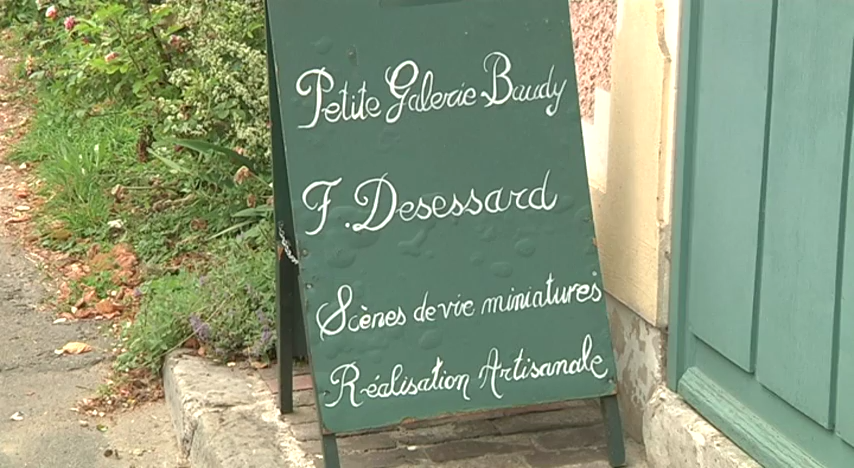 Petite Galerie Baudy
F. Desessard
Scènes de vie miniatures
Réalisation Artisanale